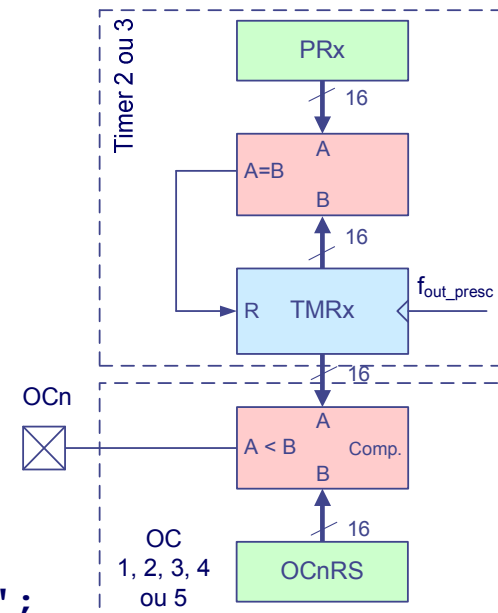 Timer 2 ou 3
PRx
16
A
A=B
B
16
R
TMRx
fout_presc
16
OCn
A
A < B
Comp.
B
16
OC
1, 2, 3, 4
ou 5
OCnRS
';